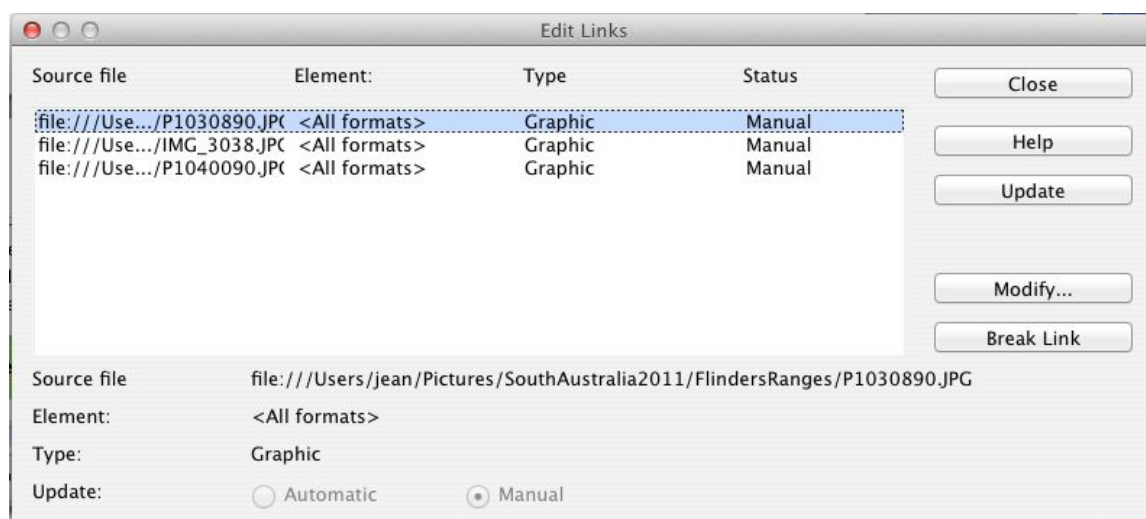 Edit Links
Source file Element: Type Status
Close
file:///Use.../P1030890.JP( <All formats> Graphic Manual
file:///Use.../IMG_3038.JP( <All formats> Graphic Manual
file:///Use.../P1040090.JP( <All formats> Graphic Manual
Help
Update
Modify...
Break Link
Source file file:///Users/jean/Pictures/SouthAustralia2011/FlindersRanges/P1030890.JPG
Element: <All formats>
Type: Graphic
Update: Automatic Manual